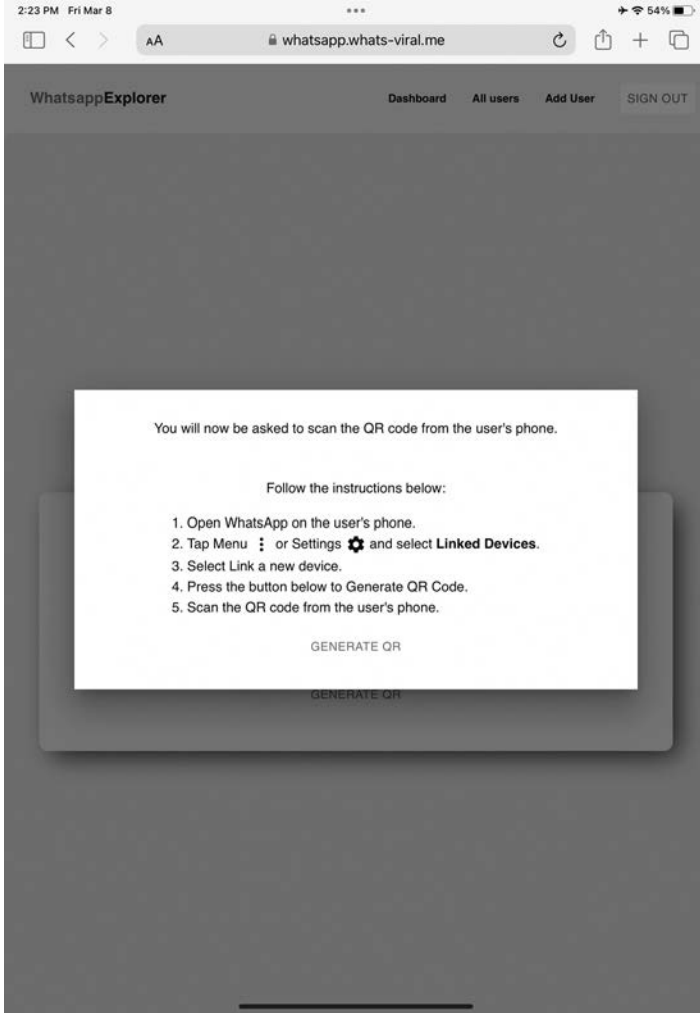 2:23 PM Fri Mar 8
54%
AA
whatsapp.whats-viral.me
WhatsappExplorer
Dashboard
All users
Add User
SIGN OUT
You will now be asked to scan the QR code from the user's phone.
Follow the instructions below:
1. Open WhatsApp on the user's phone.
2. Tap Menu or Settings and select Linked Devices.
3. Select Link a new device.
4. Press the button below to Generate QR Code.
5. Scan the QR code from the user's phone.
GENERATE QR
GENERATE QR